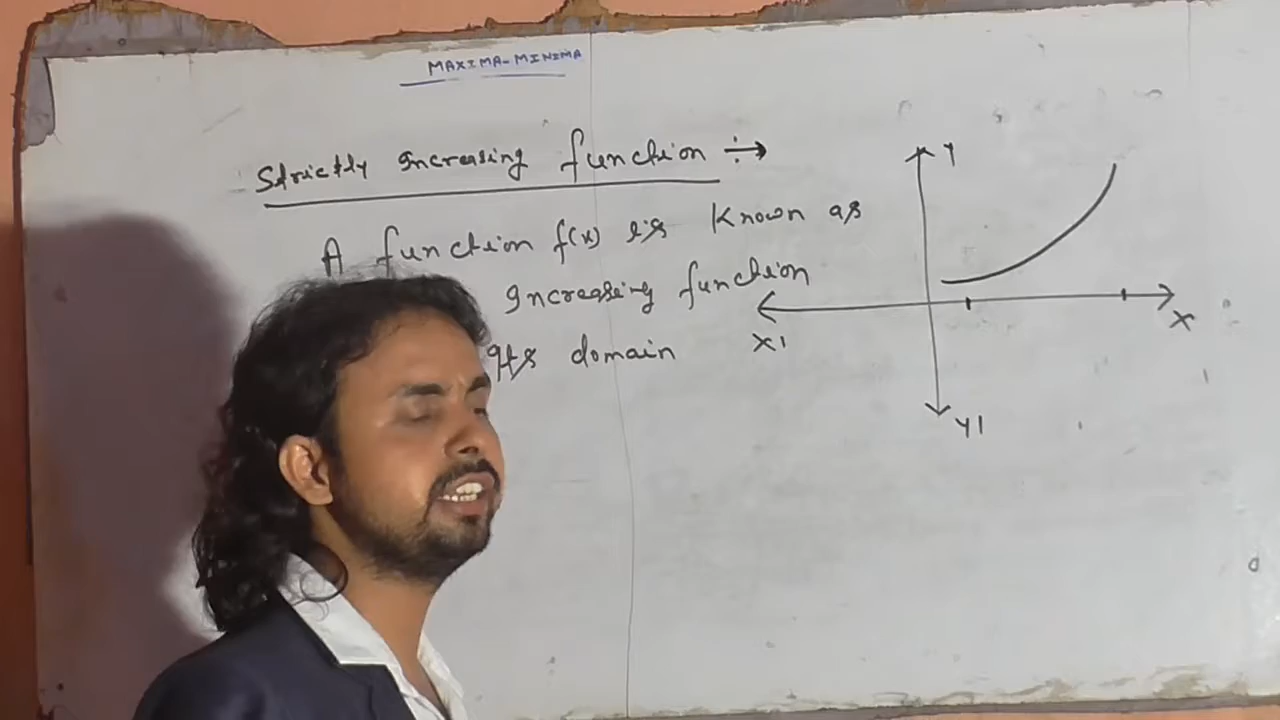 MAXIMA-MINIMA
Strictly Increasing function ÷→
A function f(x) is known as
Increasing function
Its domain
Y
X
X1
Y1